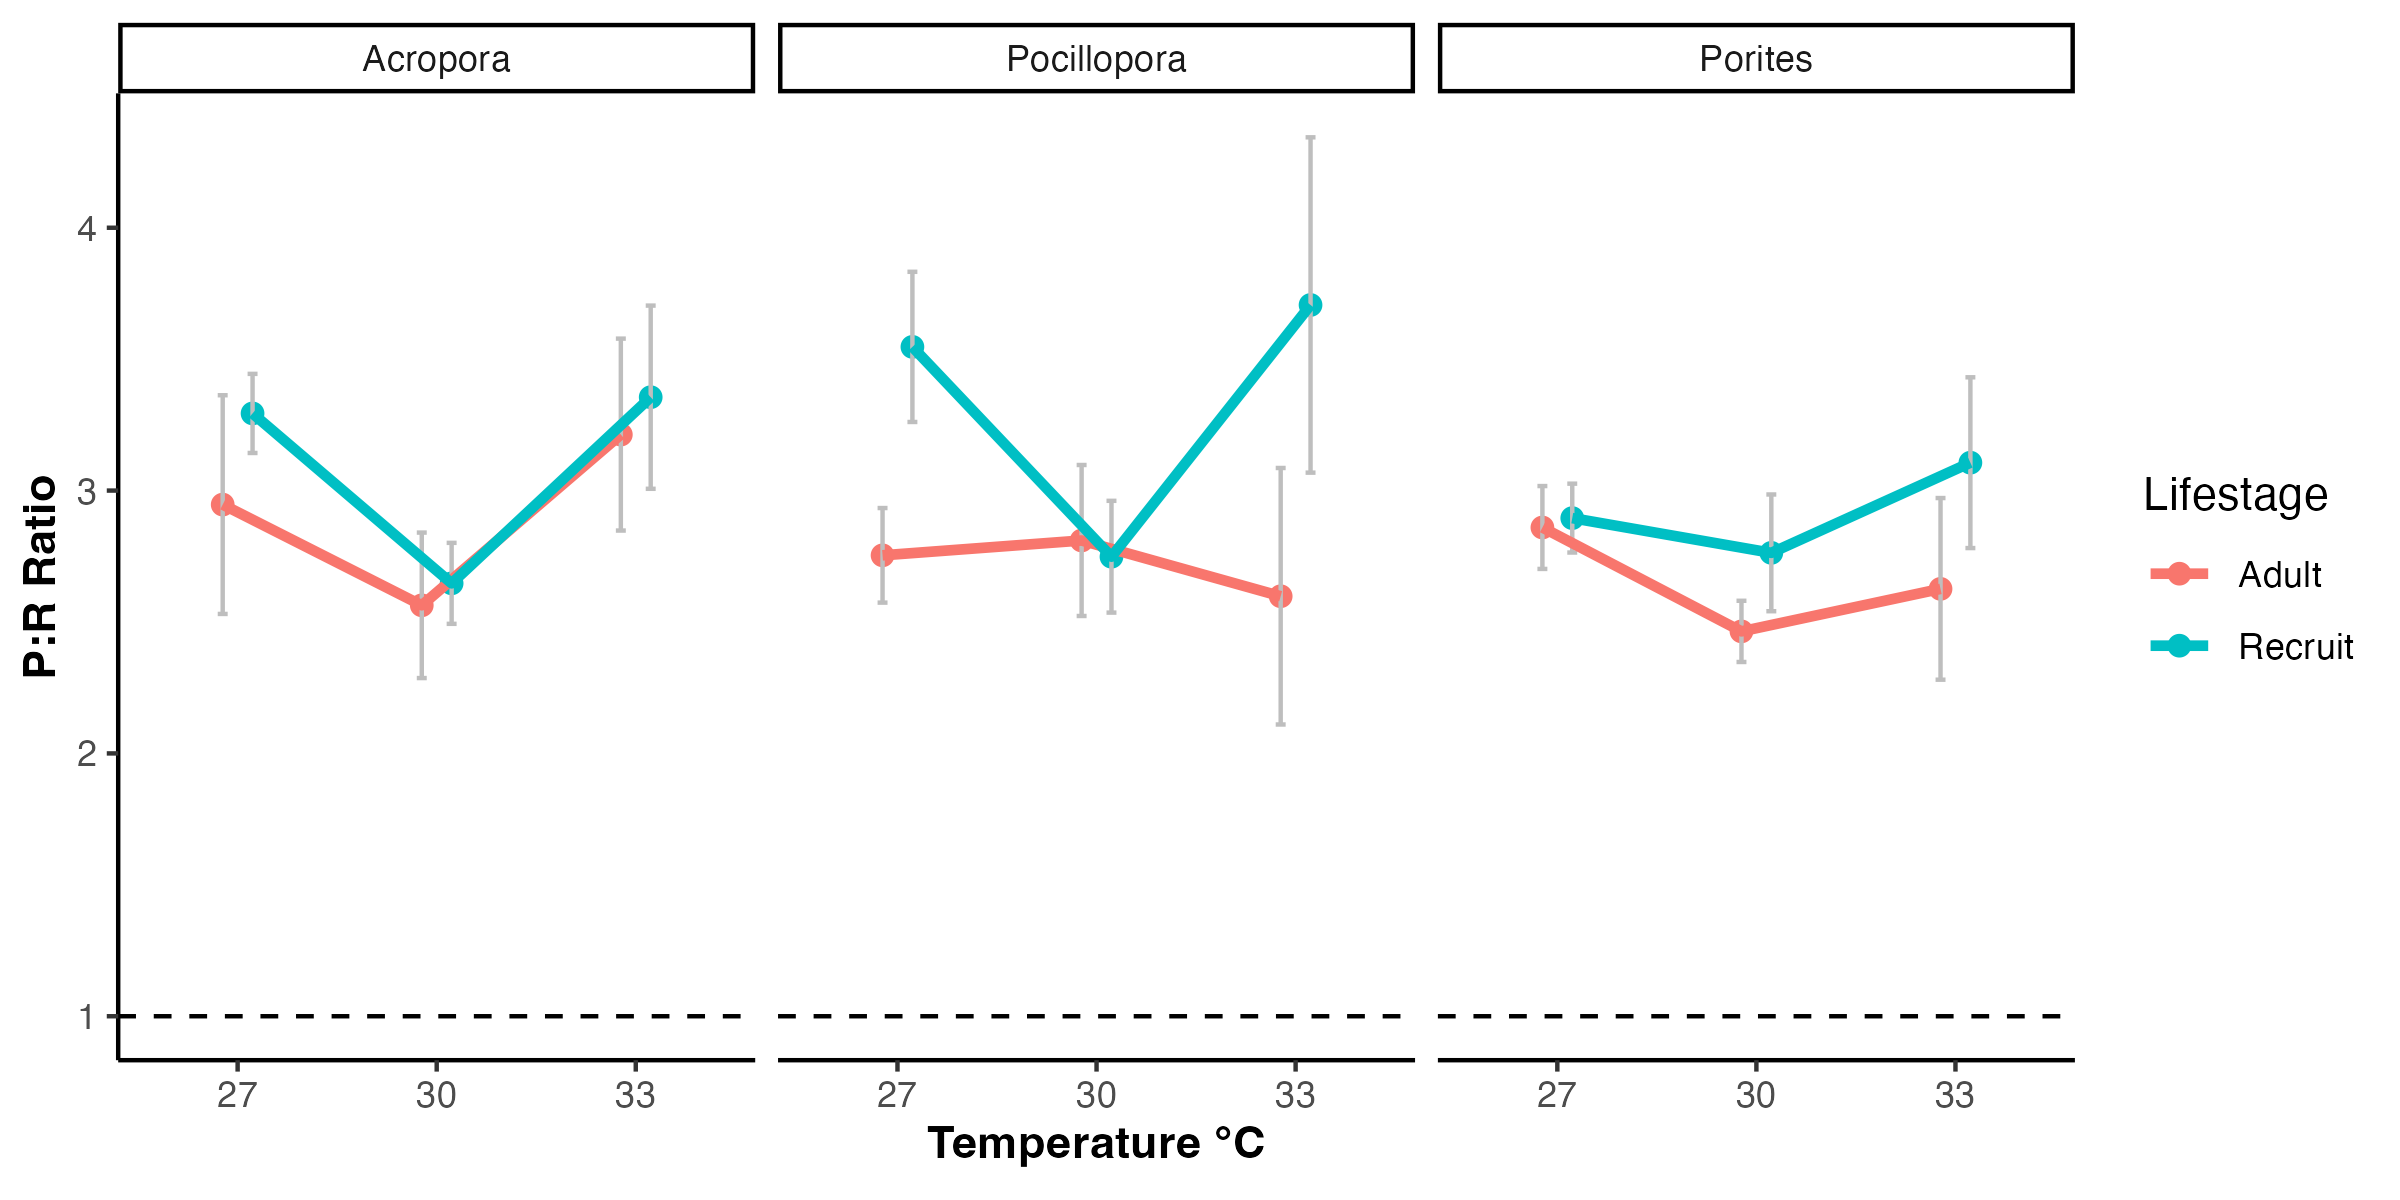 Acropora
Pocillopora
Porites
4
3
2
1
P:R Ratio
27 30 33
27 30 33
27 30 33
Temperature °C
Lifestage
Adult
Recruit